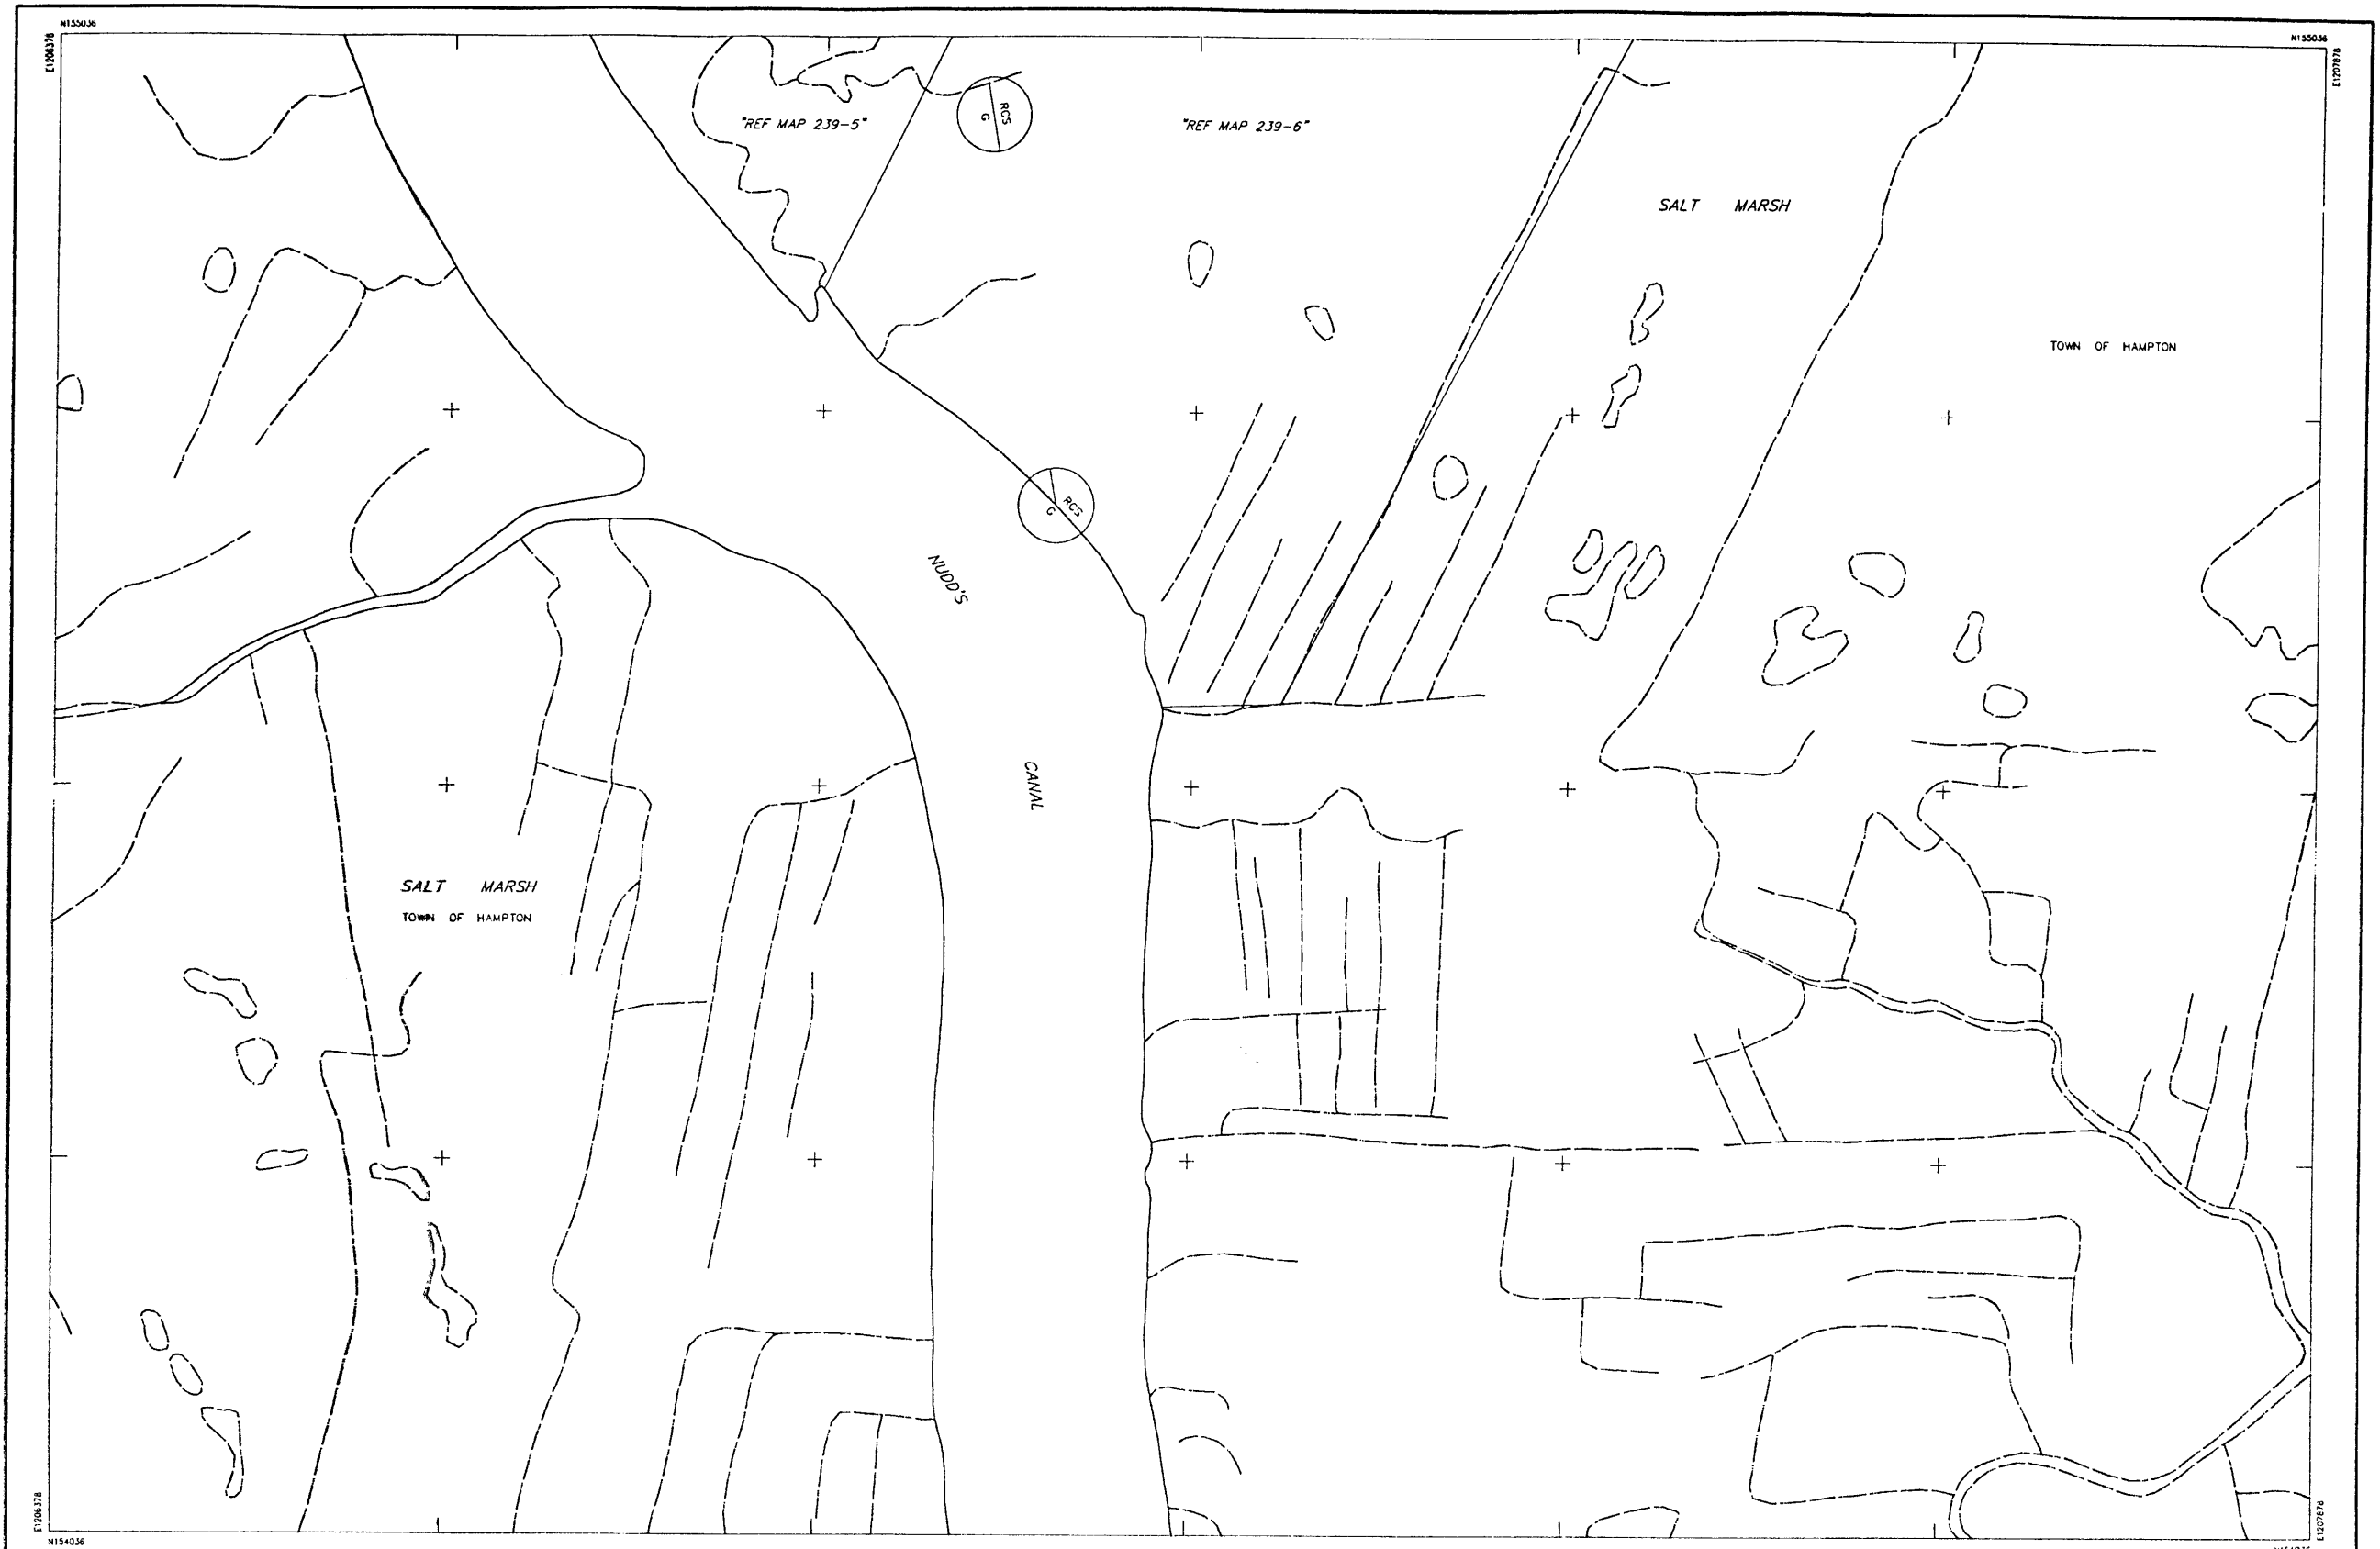 N155036
N155036
E1206378
E1207878
"REF MAP 239-5"
RCS
G
"REF MAP 239-6"
SALT MARSH
TOWN OF HAMPTON
RCS
G
NUDD'S
CANAL
SALT MARSH
TOWN OF HAMPTON
E1206378
E1207878
N154036